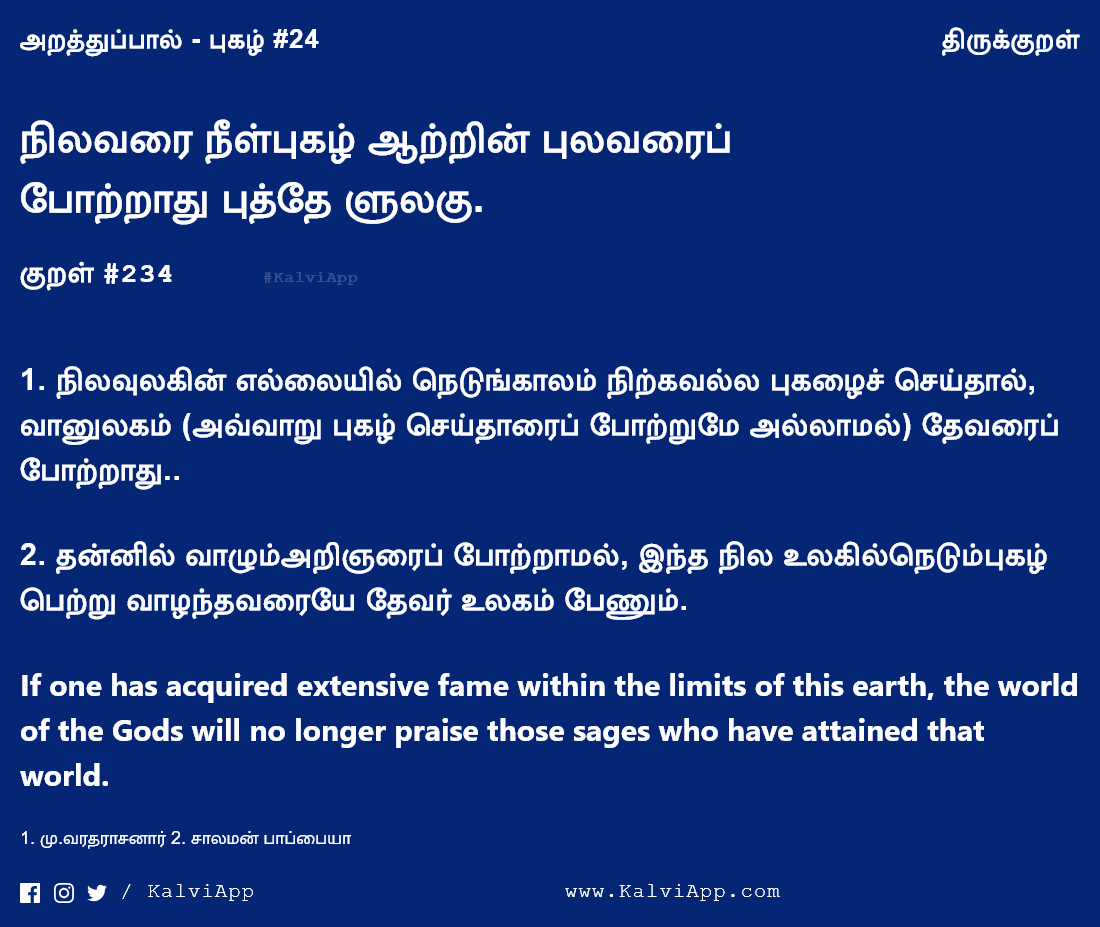 அறத்துப்பால் - புகழ் #24
திருக்குறள்
நிலவரை நீள்புகழ் ஆற்றின் புலவரைப்
போற்றாது புத்தே ளுலகு.
குறள் #234
#KalviApp
1. நிலவுலகின் எல்லையில் நெடுங்காலம் நிற்கவல்ல புகழைச் செய்தால்,
வானுலகம் (அவ்வாறு புகழ் செய்தாரைப் போற்றுமே அல்லாமல்) தேவரைப்
போற்றாது..
2. தன்னில் வாழும்அறிஞரைப் போற்றாமல், இந்த நில உலகில்நெடும்புகழ்
பெற்று வாழந்தவரையே தேவர் உலகம் பேணும்.
If one has acquired extensive fame within the limits of this earth, the world
of the Gods will no longer praise those sages who have attained that
world.
1. மு.வரதராசனார் 2. சாலமன் பாப்பையா
/ KalviApp
www.KalviApp.com